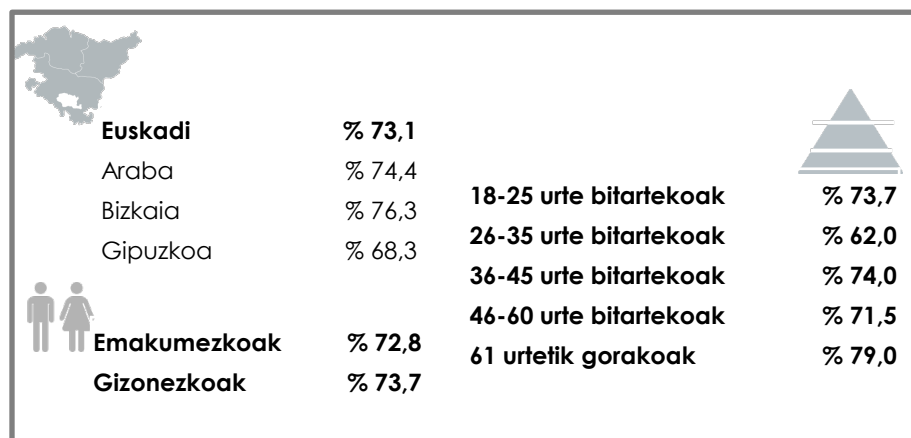 Euskadi % 73,1
Araba % 74,4
Bizkaia % 76,3
Gipuzkoa % 68,3
Emakumezkoak % 72,8
Gizonezkoak % 73,7
18-25 urte bitartekoak % 73,7
26-35 urte bitartekoak % 62,0
36-45 urte bitartekoak % 74,0
46-60 urte bitartekoak % 71,5
61 urtetik gorakoak % 79,0